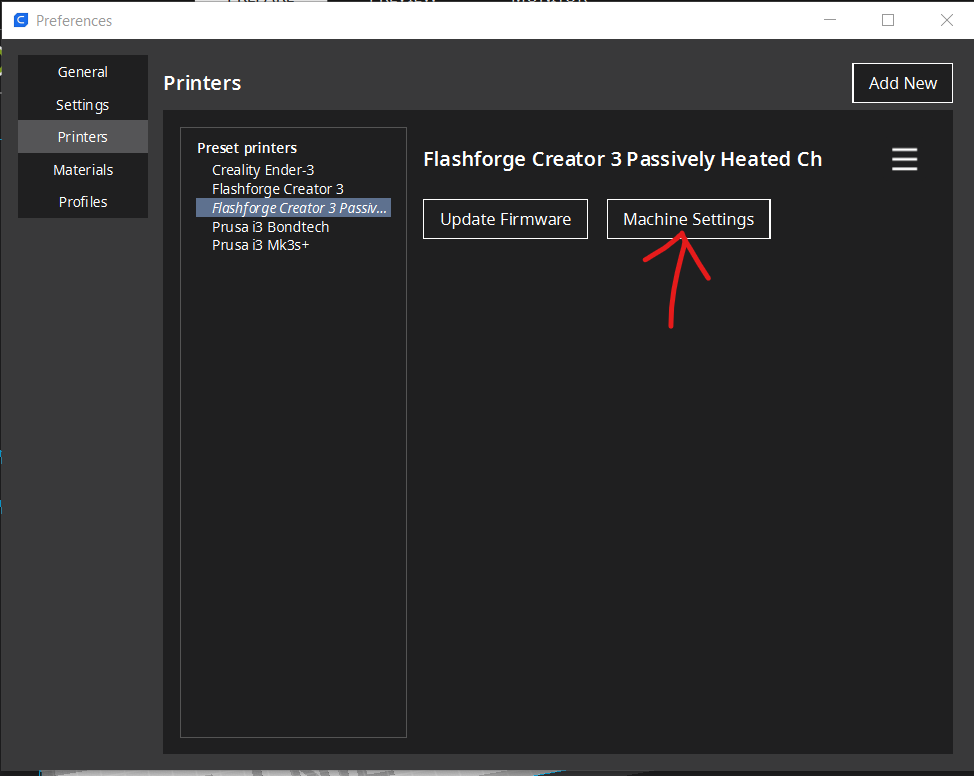 Preferences
General
Settings
Printers
Materials
Profiles
Printers
Add New
Preset printers
Creality Ender-3
Flashforge Creator 3
Flashforge Creator 3 Passiv...
Prusa i3 Bondtech
Prusa i3 Mk3s+
Flashforge Creator 3 Passively Heated Ch
Update Firmware
Machine Settings